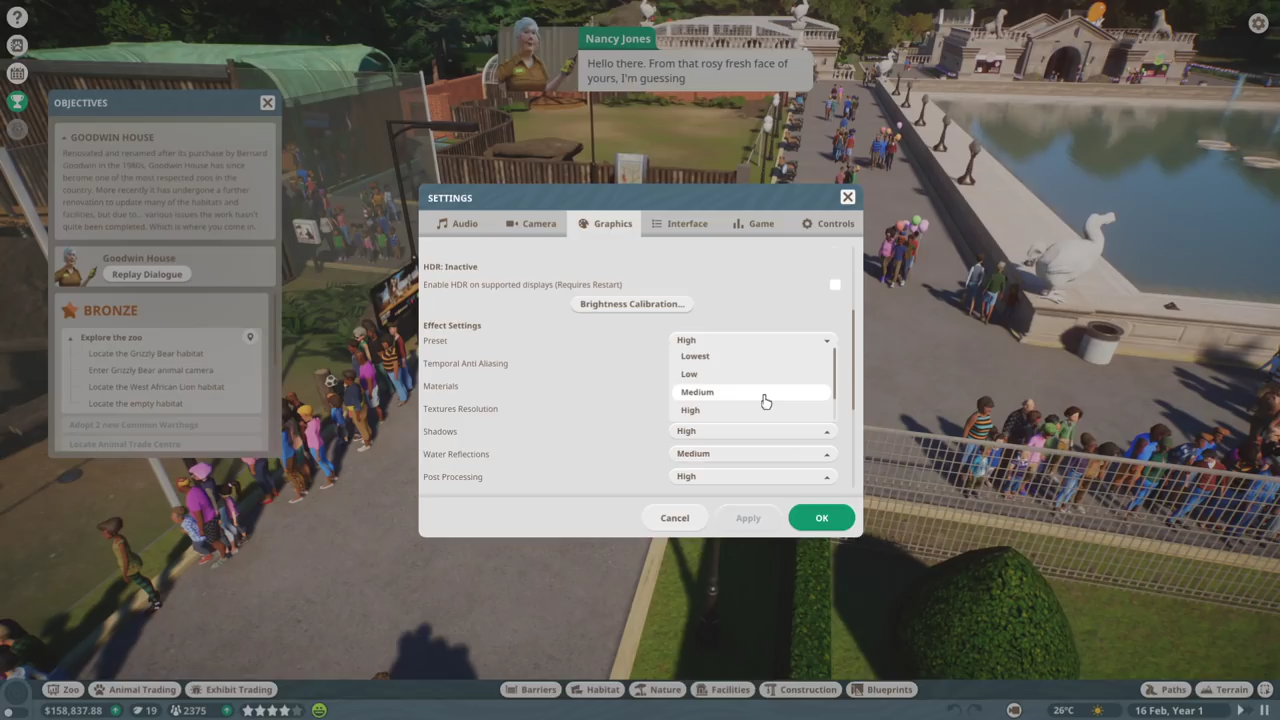 ?
Nancy Jones
Hello there. From that rosy fresh face of
yours, I'm guessing
OBJECTIVES
GOODWIN HOUSE
Renovated and renamed after its purchase by Bernard
Goodwin in the 1980s, Goodwin House has since
become one of the most respected zoos in the
country. More recently it has undergone a further
renovation to update many of the habitats and
facilities, but due to... various issues the work hasn't
quite been completed. Which is where you come in.
Goodwin House
Replay Dialogue
BRONZE
Explore the zoo
Locate the Grizzly Bear habitat
Enter Grizzly Bear animal camera
Locate the West African Lion habitat
Locate the empty habitat
Adopt 2 new Common Warthogs
Locate Animal Trade Centre
SETTINGS
Audio
Camera
Graphics
Interface
Game
Controls
HDR: Inactive
Enable HDR on supported displays (Requires Restart)
Brightness Calibration...
Effect Settings
Preset
High
Lowest
Low
Medium
High
Temporal Anti Aliasing
Materials
Textures Resolution
Shadows
High
Water Reflections
Medium
Post Processing
High
Cancel
Apply
OK
Zoo
Animal Trading
Exhibit Trading
Barriers
Habitat
Nature
Facilities
Construction
Blueprints
Paths
Terrain
$158,837.88
19
2375
26°C
16 Feb, Year 1